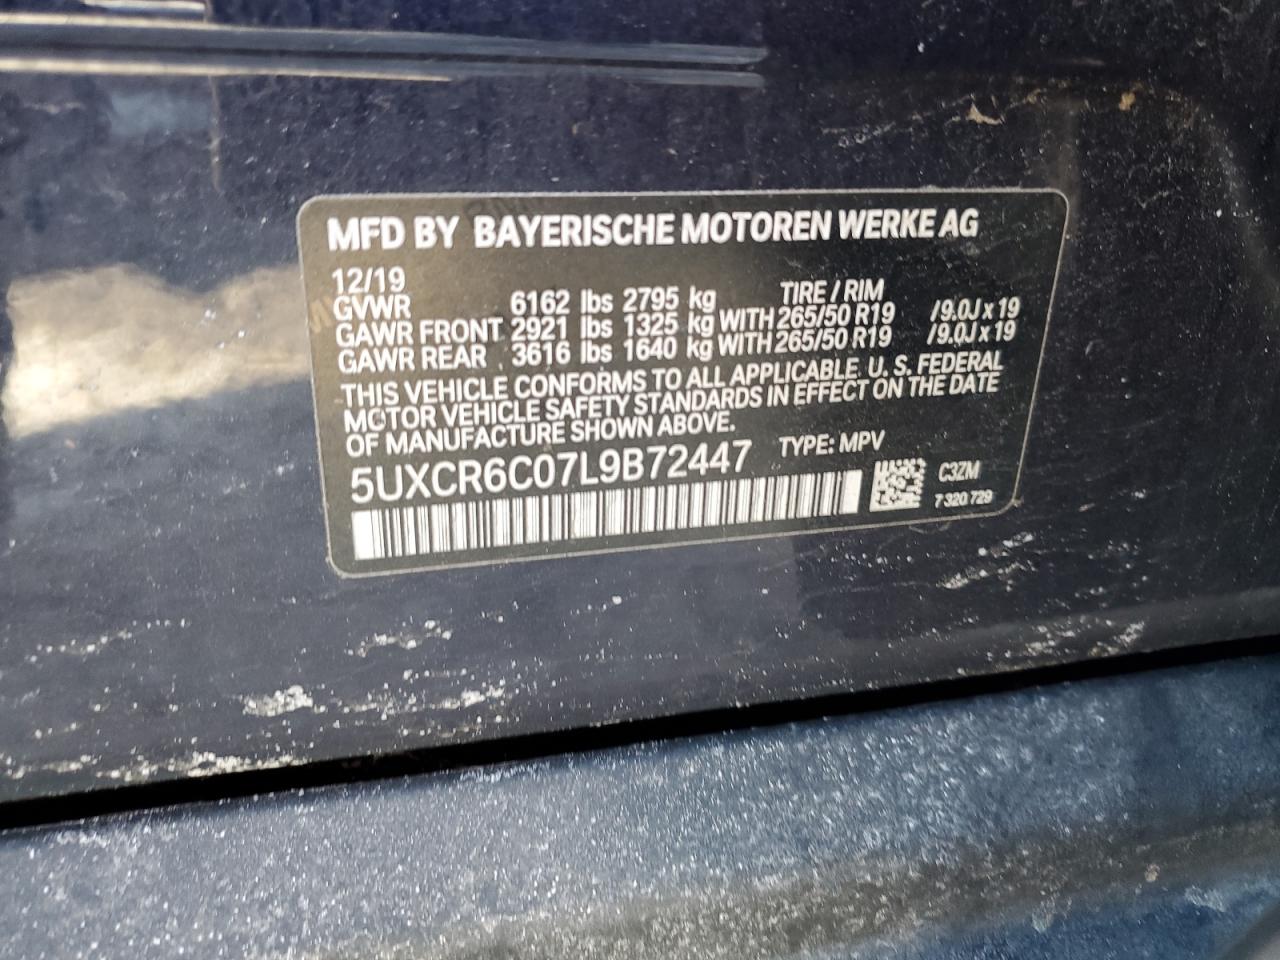 MFD BY BAYERISCHE MOTOREN WERKE AG
12/19
TIRE / RIM
GVWR 6162 lbs 2795 kg
GAWR FRONT 2921 lbs 1325 kg WITH 265/50 R19 /9.0J x 19
GAWR REAR 3616 lbs 1640 kg WITH 265/50 R19 /9.0J x 19
THIS VEHICLE CONFORMS TO ALL APPLICABLE U. S. FEDERAL
MOTOR VEHICLE SAFETY STANDARDS IN EFFECT ON THE DATE
OF MANUFACTURE SHOWN ABOVE.
5UXCR6C07L9B72447 TYPE: MPV
C3ZM
7 320 729